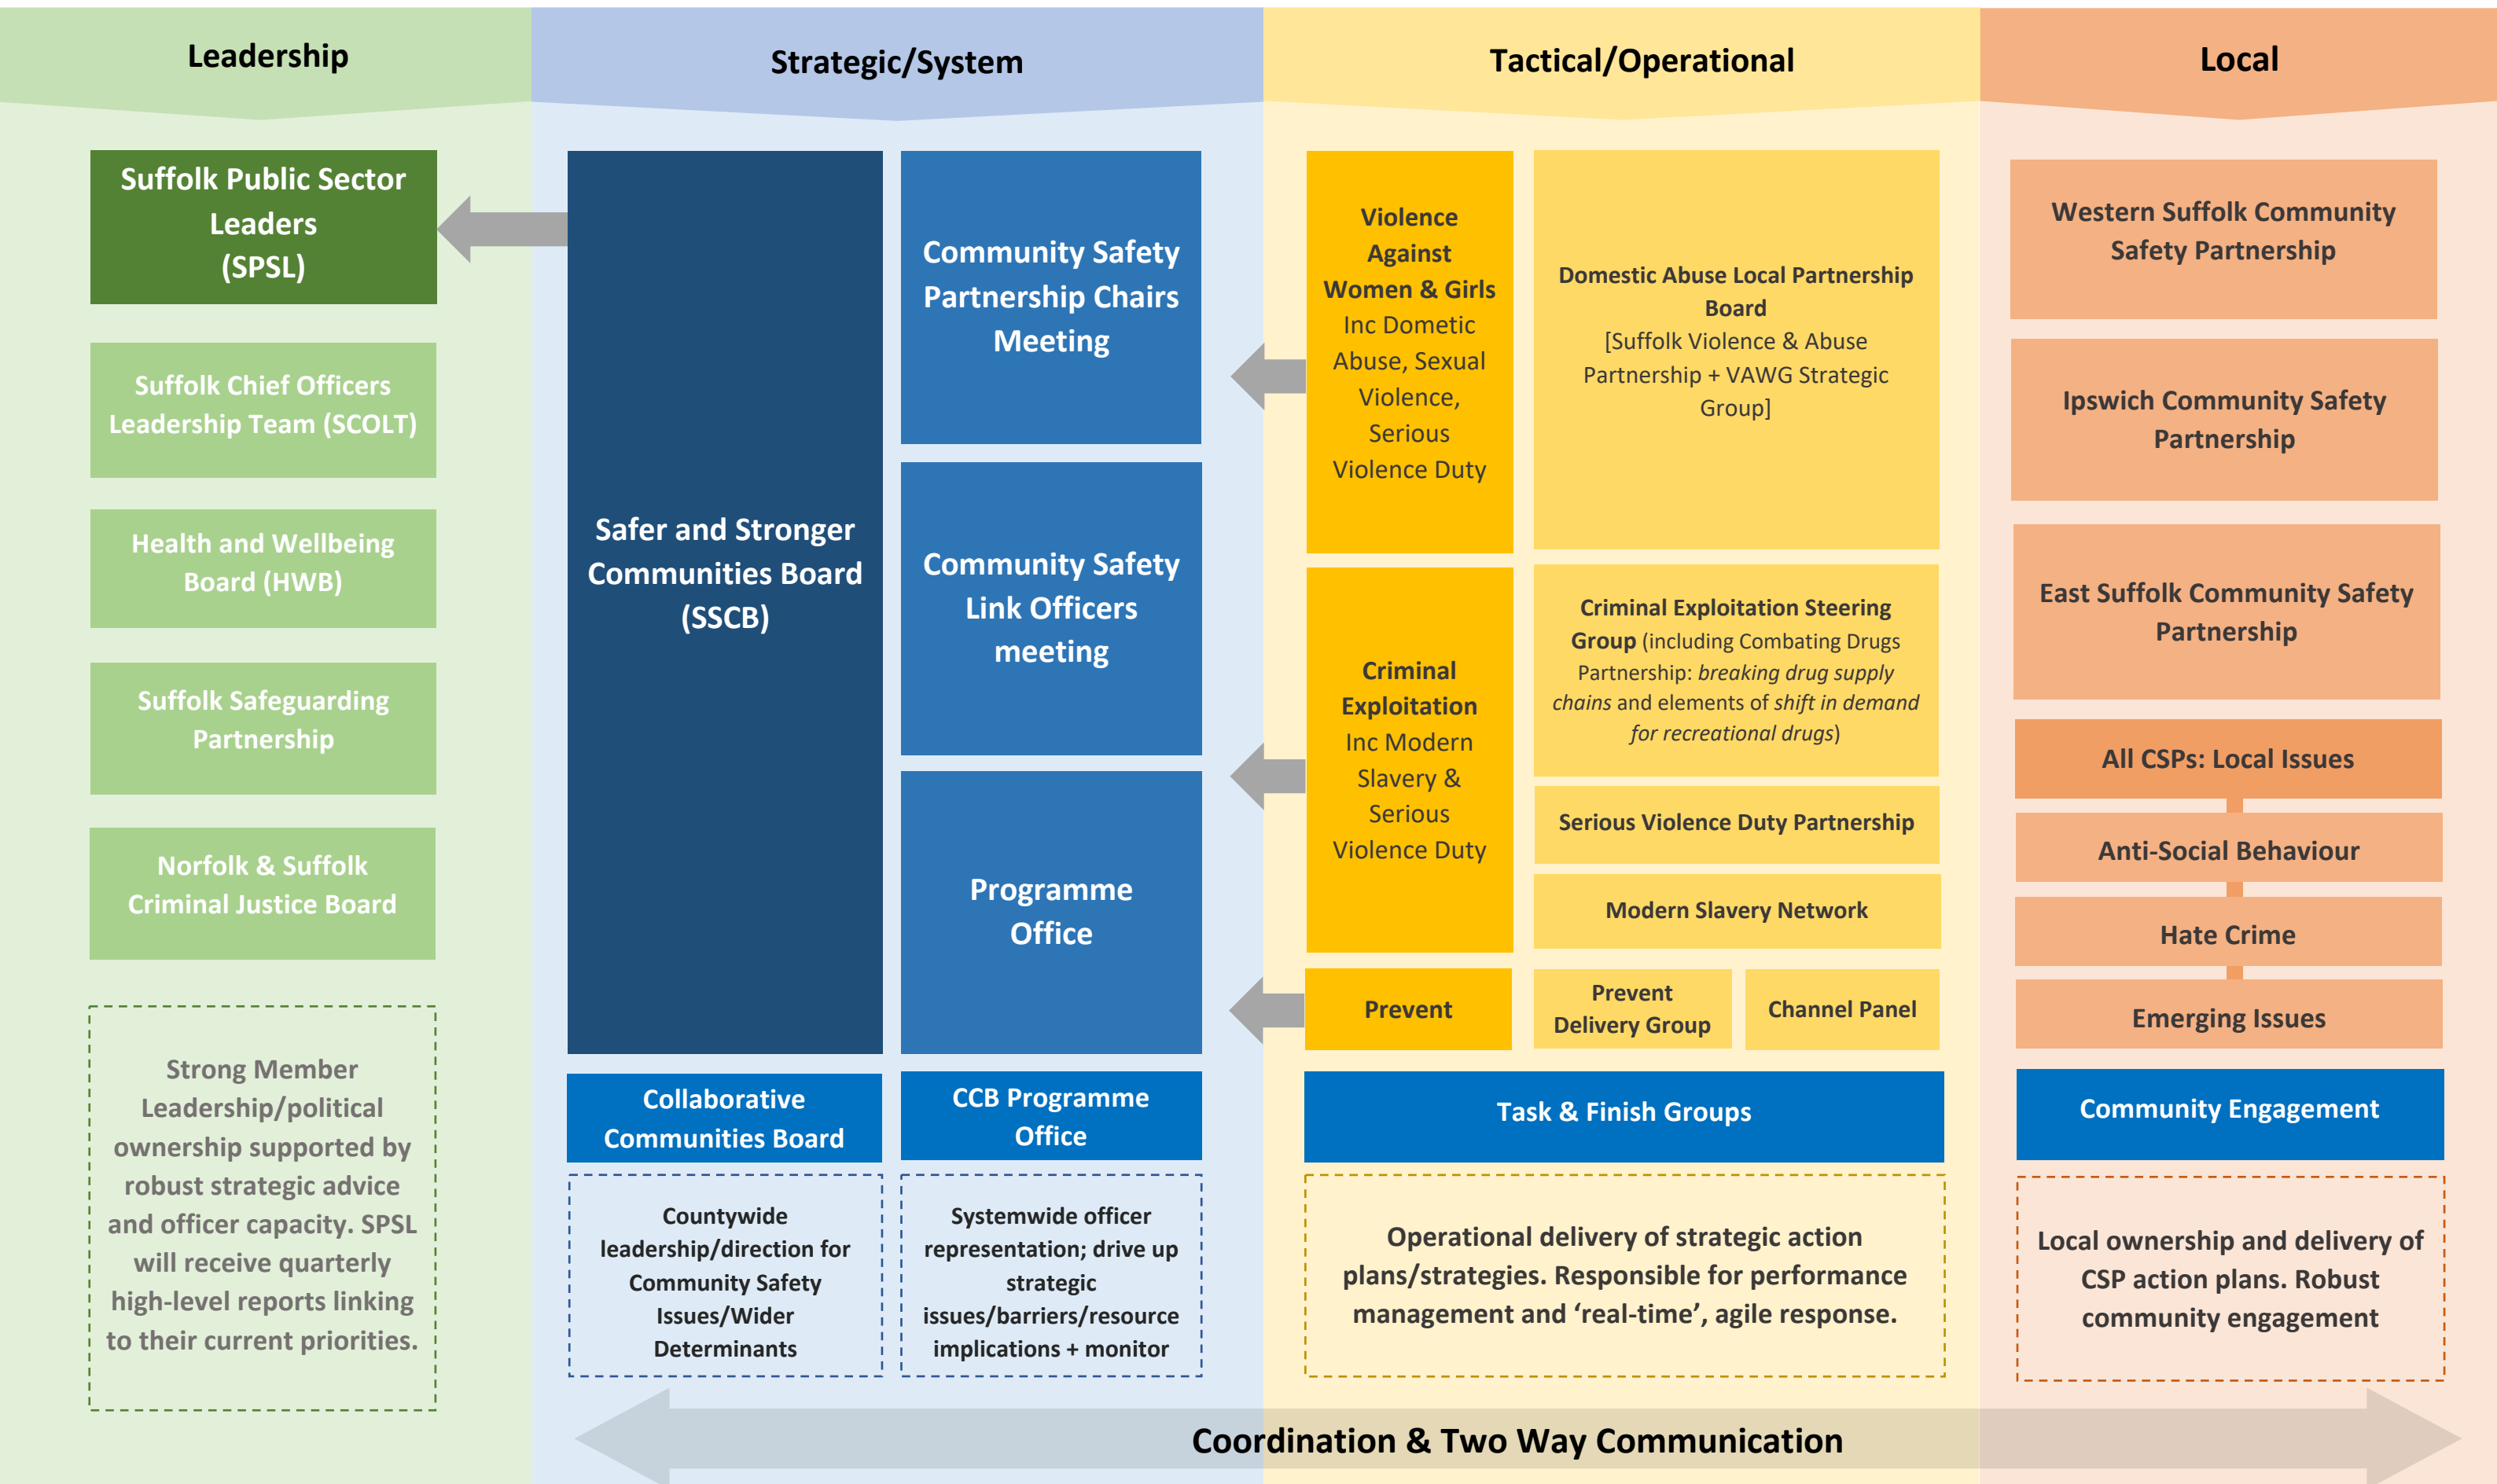 Leadership
Strategic/System
Tactical/Operational
Local
Suffolk Public Sector
Leaders
(SPSL)
Suffolk Chief Officers
Leadership Team (SCOLT)
Health and Wellbeing
Board (HWB)
Suffolk Safeguarding
Partnership
Norfolk & Suffolk
Criminal Justice Board
Strong Member
Leadership/political
ownership supported by
robust strategic advice
and officer capacity. SPSL
will receive quarterly
high-level reports linking
to their current priorities.
Safer and Stronger
Communities Board
(SSCB)
Community Safety
Partnership Chairs
Meeting
Community Safety
Link Officers
meeting
Programme
Office
Collaborative
Communities Board
CCB Programme
Office
Countywide
leadership/direction for
Community Safety
Issues/Wider
Determinants
Systemwide officer
representation; drive up
strategic
issues/barriers/resource
implications + monitor
Violence
Against
Women & Girls
Inc Dometic
Abuse, Sexual
Violence,
Serious
Violence Duty
Domestic Abuse Local Partnership
Board
[Suffolk Violence & Abuse
Partnership + VAWG Strategic
Group]
Criminal
Exploitation
Inc Modern
Slavery &
Serious
Violence Duty
Criminal Exploitation Steering
Group (including Combating Drugs
Partnership: breaking drug supply
chains and elements of shift in demand
for recreational drugs)
Serious Violence Duty Partnership
Modern Slavery Network
Prevent
Prevent
Delivery Group
Channel Panel
Task & Finish Groups
Operational delivery of strategic action
plans/strategies. Responsible for performance
management and ‘real-time’, agile response.
Western Suffolk Community
Safety Partnership
Ipswich Community Safety
Partnership
East Suffolk Community Safety
Partnership
All CSPs: Local Issues
Anti-Social Behaviour
Hate Crime
Emerging Issues
Community Engagement
Local ownership and delivery of
CSP action plans. Robust
community engagement
Coordination & Two Way Communication